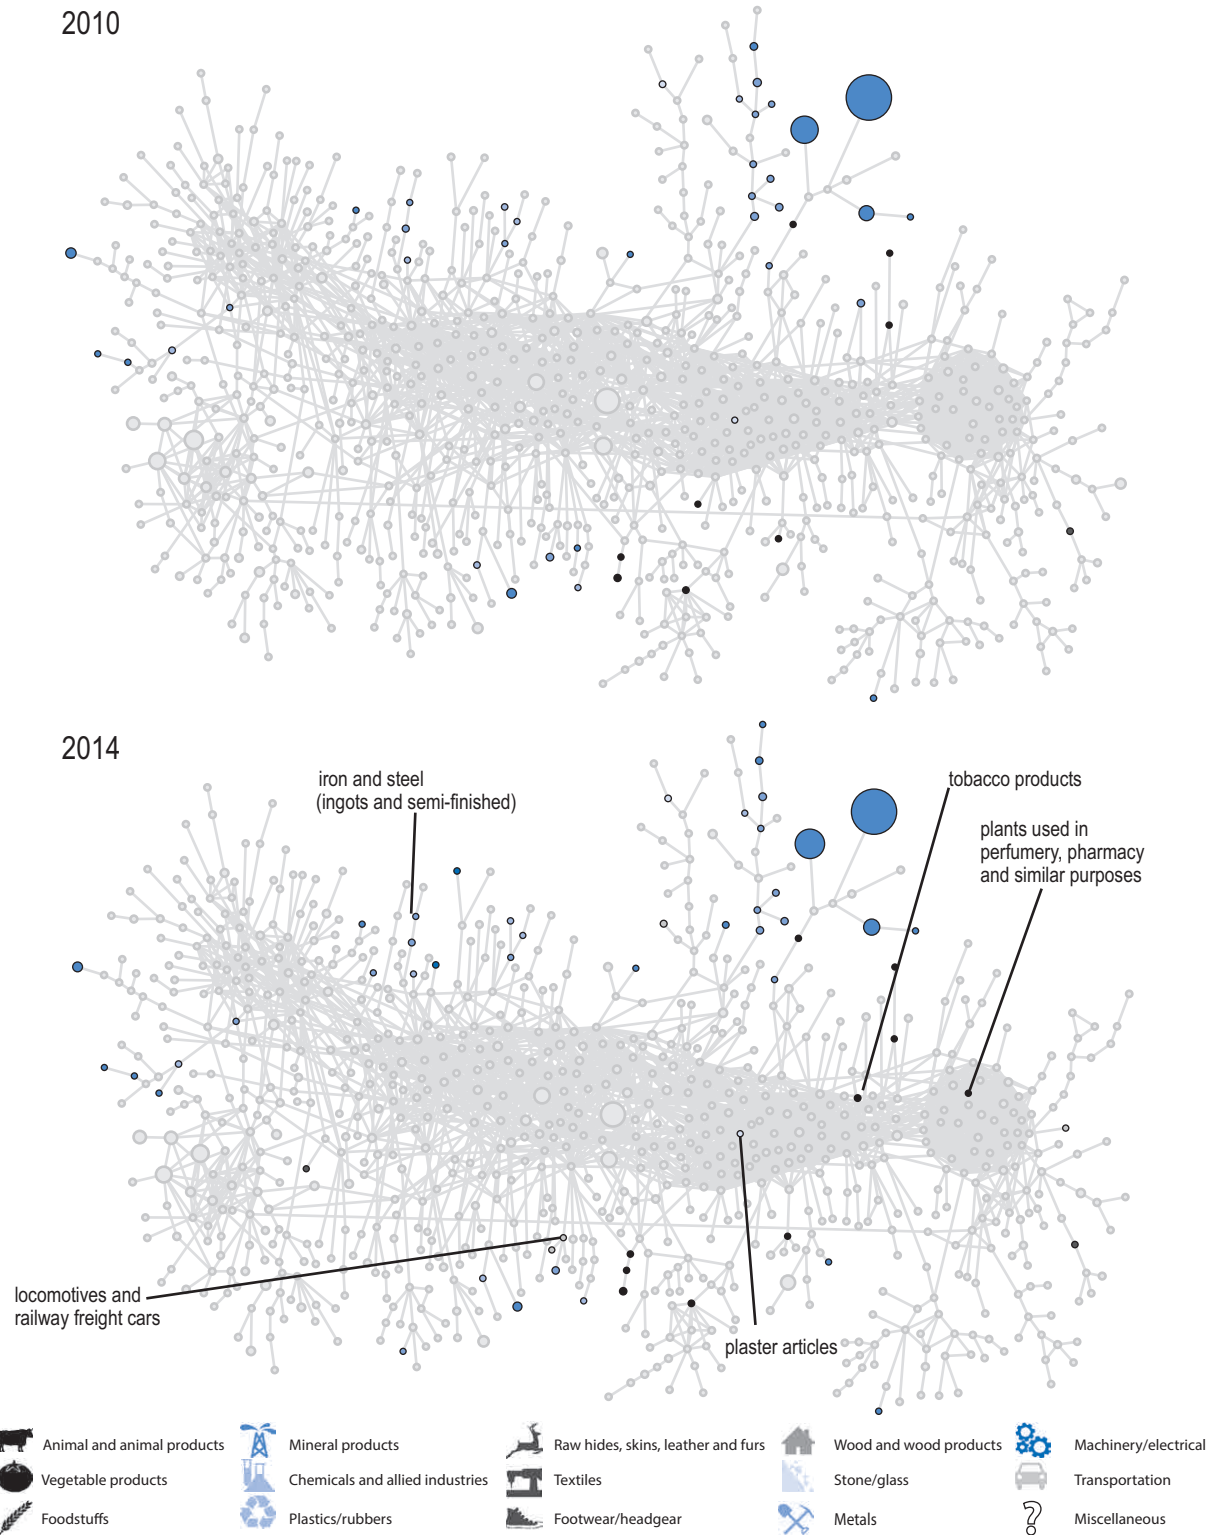 2010
2014
iron and steel
(ingots and semi-finished)
tobacco products
plants used in
perfumery, pharmacy
and similar purposes
locomotives and
railway freight cars
plaster articles
Animal and animal products
Mineral products
Raw hides, skins, leather and furs
Wood and wood products
Machinery/electrical
Vegetable products
Chemicals and allied industries
Textiles
Stone/glass
Transportation
Foodstuffs
Plastics/rubbers
Footwear/headgear
Metals
?
Miscellaneous